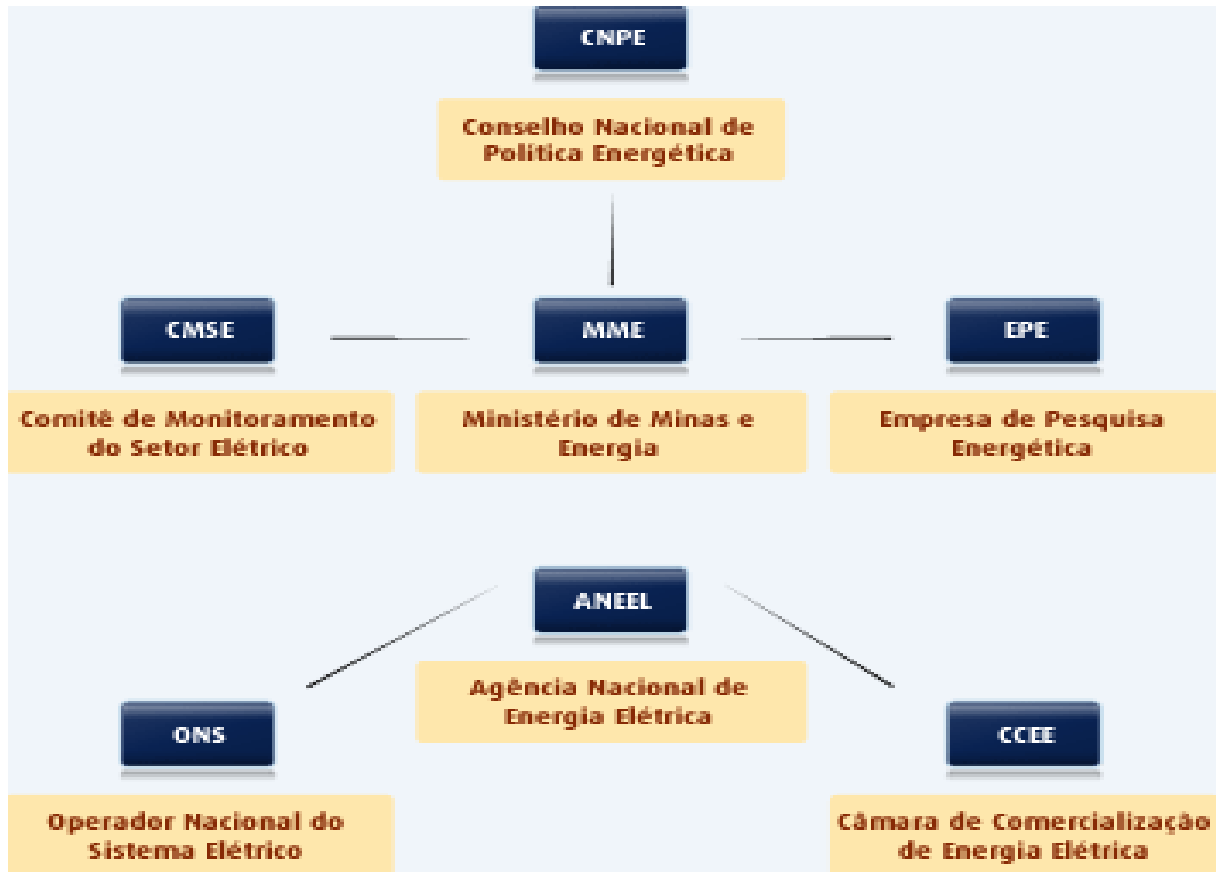 CNPE
Conselho Nacional de
Política Energética
CMSE
MME
EPE
Comitê de Monitoramento
do Setor Elétrico
Ministério de Minas e
Energia
Empresa de Pesquisa
Energética
ANEEL
Agência Nacional de
Energia Elétrica
ONS
CCEE
Operador Nacional do
Sistema Elétrico
Câmara de Comercialização
de Energia Elétrica